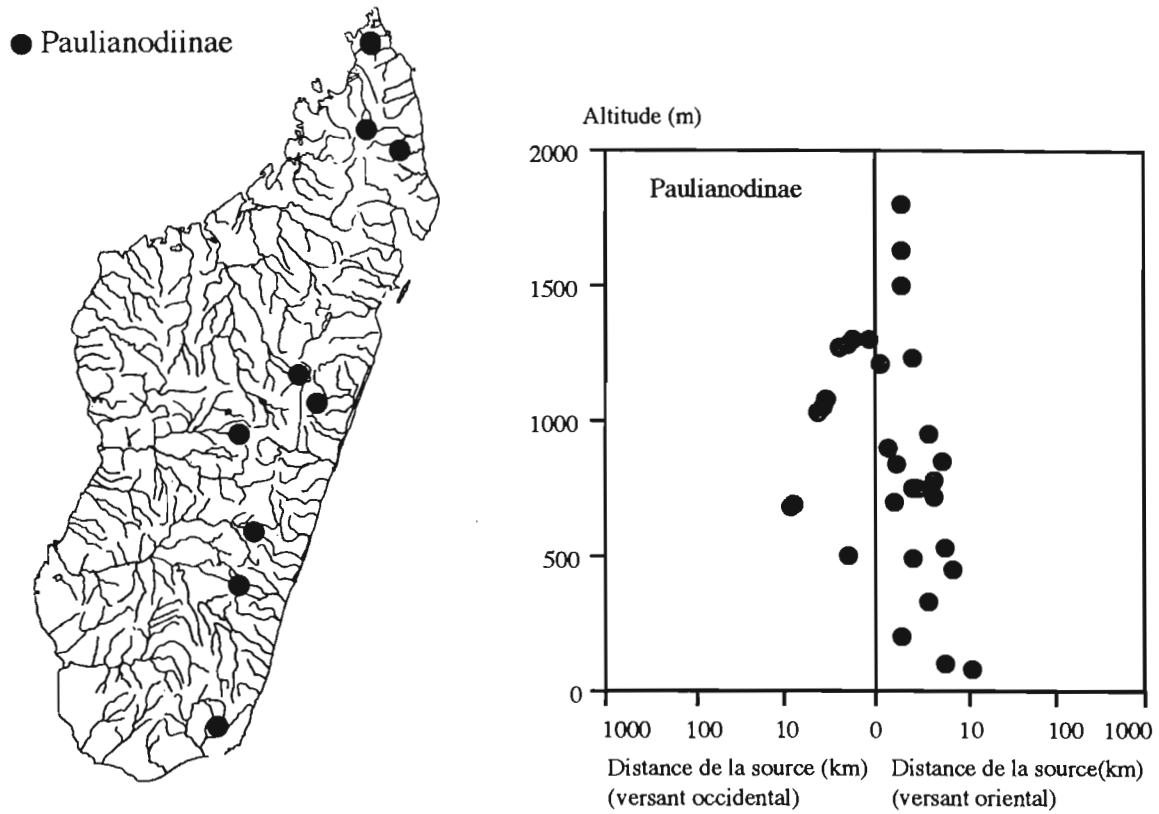 Paulianodiinae
Altitude (m)
2000
Paulianodinae
1500
1000
500
0
1000 100 10 0 10 100 1000
Distance de la source (km)
(versant occidental)
Distance de la source(km)
(versant oriental)